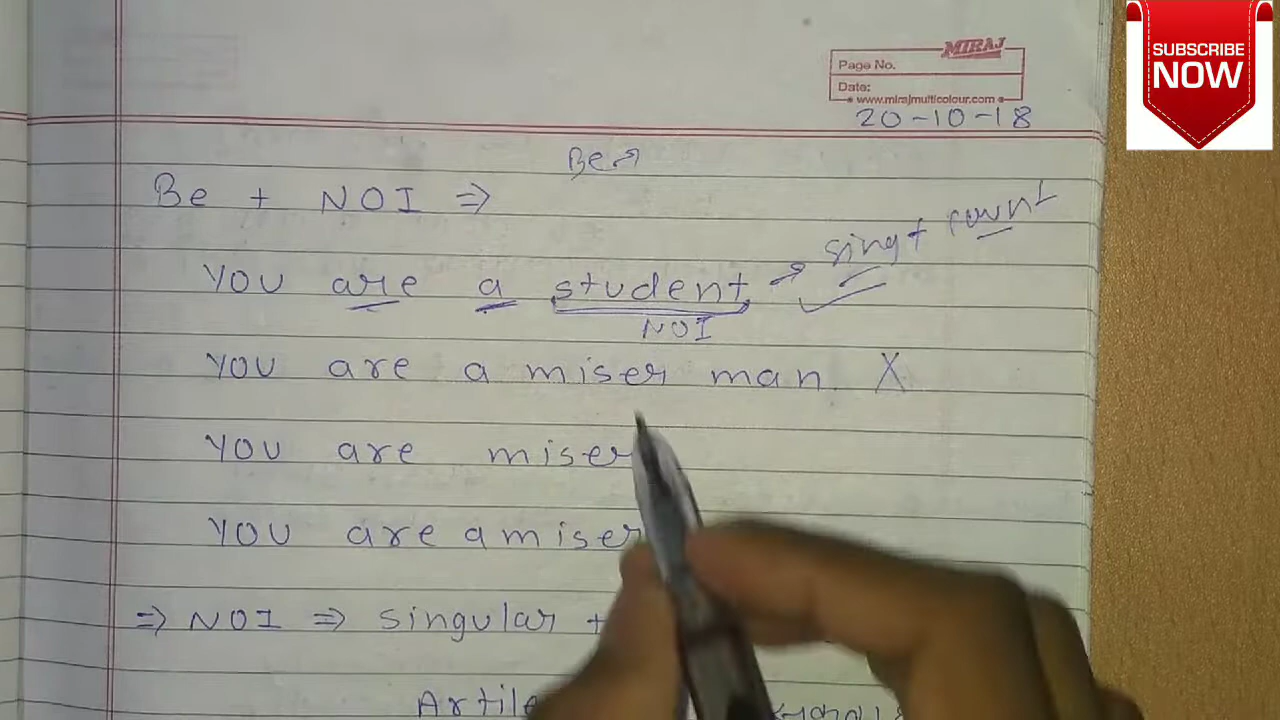 MIRAJ
Page No.
Date:
www.mirajmulticolour.com
SUBSCRIBE
NOW
20-10-18
Be
Be + NOI ⇒
sing + count
You are a student →
NOI
You are a miser man. X
You are miser
You are a miser
⇒ NOI ⇒ singular +